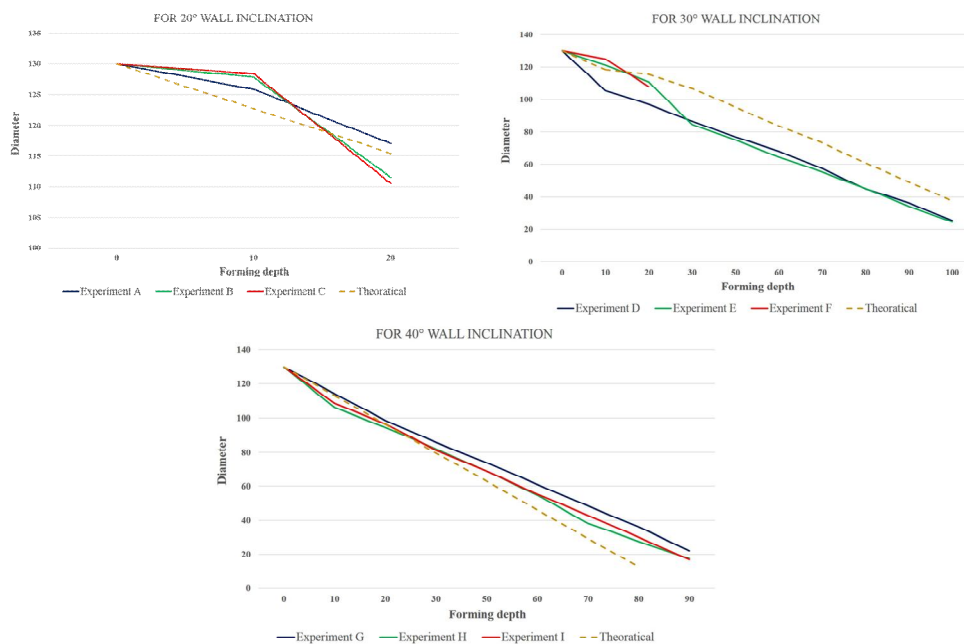 FOR 20° WALL INCLINATION
135
130
125
120
115
110
105
100
Diameter
0 10 20
Forming depth
Experiment A Experiment B Experiment C Theoratical
FOR 30° WALL INCLINATION
140
120
100
80
60
40
20
0
Diameter
0 10 20 30 40 50 60 70 80 90 100
Forming depth
Experiment D Experiment E Experiment F Theoratical
FOR 40° WALL INCLINATION
140
120
100
80
60
40
20
0
Diameter
0 10 20 30 40 50 60 70 80 90
Forming depth
Experiment G Experiment H Experiment I Theoratical